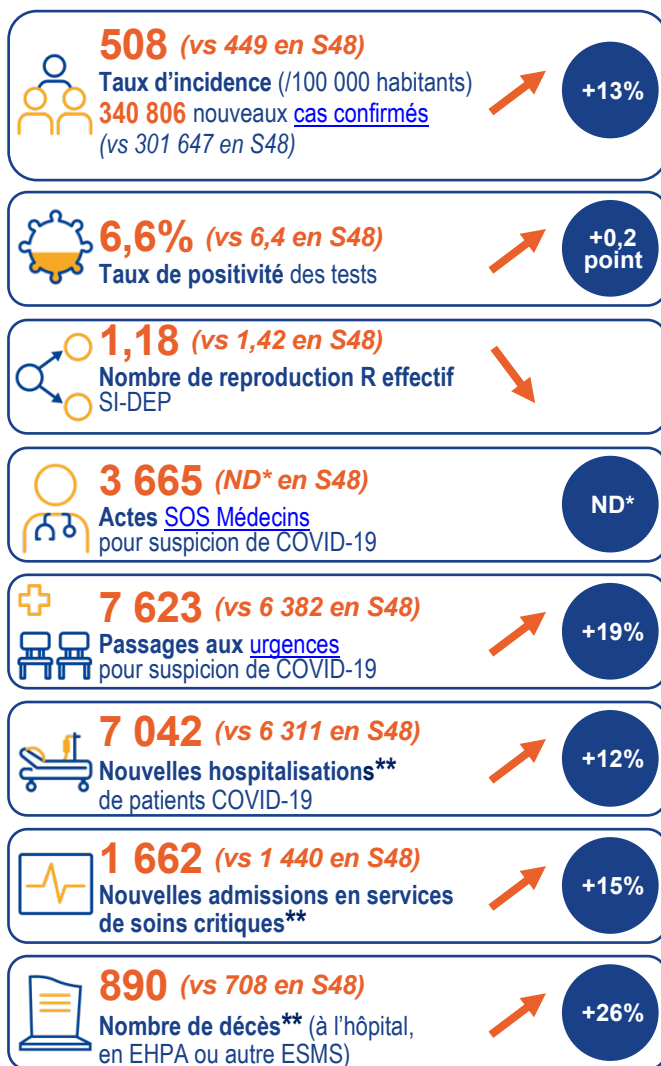 508 (vs 449 en S48)
Taux d'incidence (/100 000 habitants)
340 806 nouveaux cas confirmés
(vs 301 647 en S48)
+13%
6,6% (vs 6,4 en S48)
Taux de positivité des tests
+0,2
point
1,18 (vs 1,42 en S48)
Nombre de reproduction R effectif
SI-DEP
3 665 (ND* en S48)
Actes SOS Médecins
pour suspicion de COVID-19
ND*
7 623 (vs 6 382 en S48)
Passages aux urgences
pour suspicion de COVID-19
+19%
7 042 (vs 6 311 en S48)
Nouvelles hospitalisations**
de patients COVID-19
+12%
1 662 (vs 1 440 en S48)
Nouvelles admissions en services
de soins critiques**
+15%
890 (vs 708 en S48)
Nombre de décès** (à l'hôpital,
en EHPA ou autre ESMS)
+26%